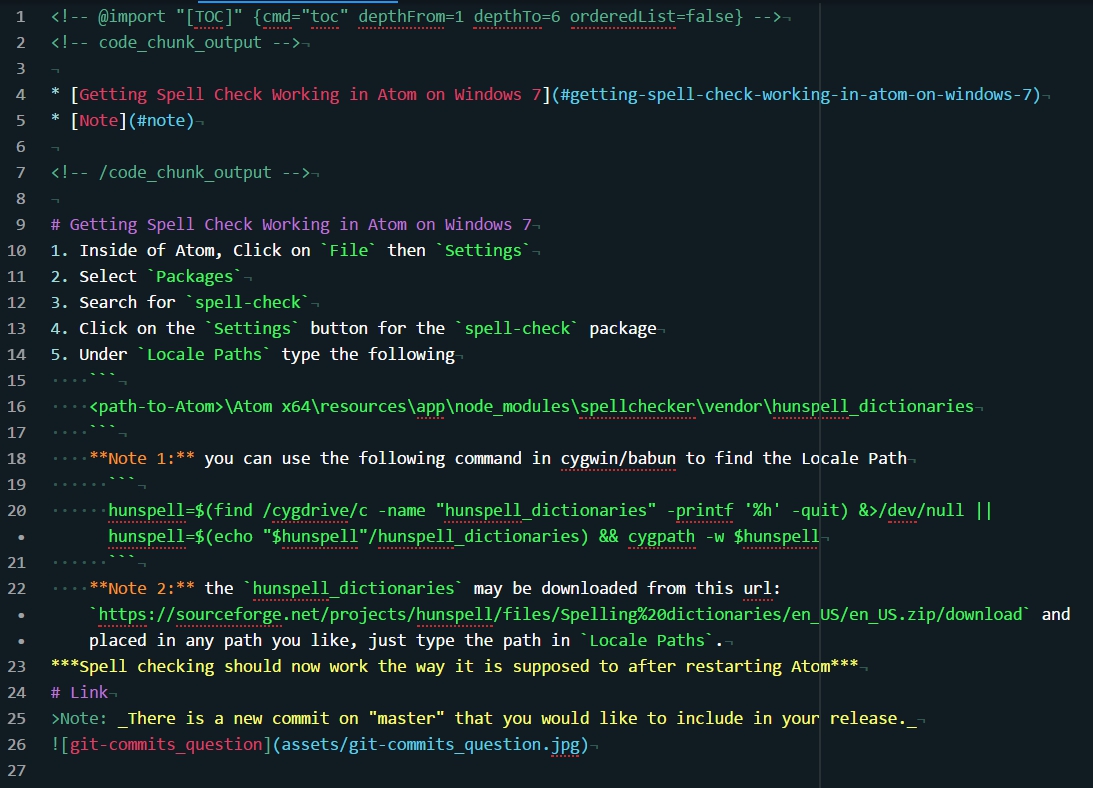 1 <!-- @import "[TOC]" {cmd="toc" depthFrom=1 depthTo=6 orderedList=false} -->¬
2 <!-- code_chunk_output -->¬
3 ¬
4 * [Getting Spell Check Working in Atom on Windows 7](#getting-spell-check-working-in-atom-on-windows-7)¬
5 * [Note](#note)¬
6 ¬
7 <!-- /code_chunk_output -->¬
8 ¬
9 # Getting Spell Check Working in Atom on Windows 7¬
10 1. Inside of Atom, Click on `File` then `Settings`¬
11 2. Select `Packages`¬
12 3. Search for `spell-check`¬
13 4. Click on the `Settings` button for the `spell-check` package¬
14 5. Under `Locale Paths` type the following¬
15 ····```¬
16 ····<path-to-Atom>\Atom x64\resources\app\node_modules\spellchecker\vendor\hunspell_dictionaries¬
17 ····```¬
18 ····**Note 1:** you can use the following command in cygwin/babun to find the Locale Path¬
19 ······```¬
20 ······hunspell=$(find /cygdrive/c -name "hunspell_dictionaries" -printf '%h' -quit) &>/dev/null ||
• hunspell=$(echo "$hunspell"/hunspell_dictionaries) && cygpath -w $hunspell¬
21 ······```¬
22 ····**Note 2:** the `hunspell_dictionaries` may be downloaded from this url:
• `https://sourceforge.net/projects/hunspell/files/Spelling%20dictionaries/en_US/en_US.zip/download` and
• placed in any path you like, just type the path in `Locale Paths`.¬
23 ***Spell checking should now work the way it is supposed to after restarting Atom***¬
24 # Link¬
25 >Note: _There is a new commit on "master" that you would like to include in your release._¬
26 ![git-commits_question](assets/git-commits_question.jpg)¬
27